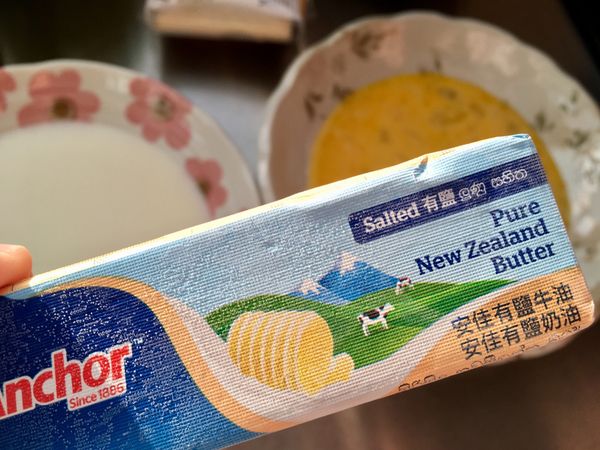 Salted 有鹽 ලුණු සහිත
Pure
New Zealand
Butter
安佳有鹽牛油
安佳有鹽奶油
Anchor
Since 1886